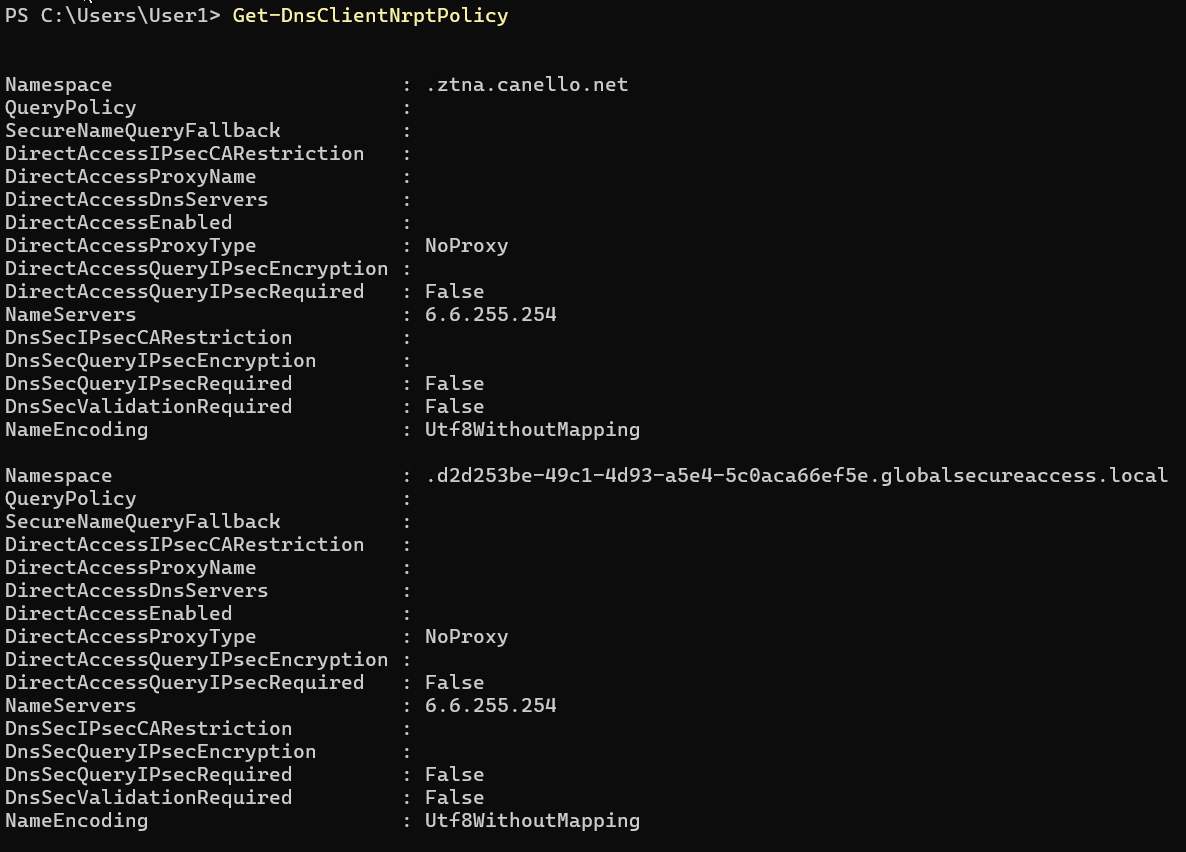 PS C:\Users\User1> Get-DnsClientNrptPolicy
Namespace                        : .ztna.canello.net
QueryPolicy                      :
SecureNameQueryFallback          :
DirectAccessIPsecCARestriction   :
DirectAccessProxyName            :
DirectAccessDnsServers           :
DirectAccessEnabled              :
DirectAccessProxyType            : NoProxy
DirectAccessQueryIPsecEncryption :
DirectAccessQueryIPsecRequired   : False
NameServers                      : 6.6.255.254
DnsSecIPsecCARestriction         :
DnsSecQueryIPsecEncryption       :
DnsSecQueryIPsecRequired         : False
DnsSecValidationRequired         : False
NameEncoding                     : Utf8WithoutMapping
Namespace                        : .d2d253be-49c1-4d93-a5e4-5c0aca66ef5e.globalsecureaccess.local
QueryPolicy                      :
SecureNameQueryFallback          :
DirectAccessIPsecCARestriction   :
DirectAccessProxyName            :
DirectAccessDnsServers           :
DirectAccessEnabled              :
DirectAccessProxyType            : NoProxy
DirectAccessQueryIPsecEncryption :
DirectAccessQueryIPsecRequired   : False
NameServers                      : 6.6.255.254
DnsSecIPsecCARestriction         :
DnsSecQueryIPsecEncryption       :
DnsSecQueryIPsecRequired         : False
DnsSecValidationRequired         : False
NameEncoding                     : Utf8WithoutMapping